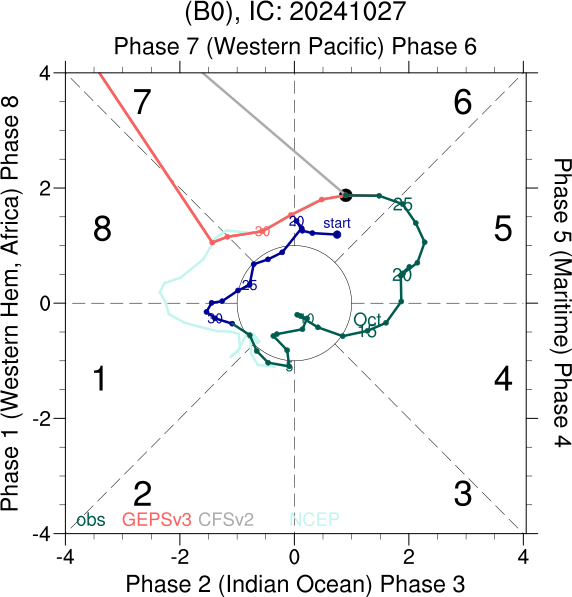 (B0), IC: 20241027
Phase 7 (Western Pacific) Phase 6
4
7
6
Phase 1 (Western Hem, Africa) Phase 8
Phase 5 (Maritime) Phase 4
2
25
20
start
8
30
5
20
25
0
30
Oct
15
5
1
4
-2
2
3
obs
GEPSv3
CFSv2
NCEP
-4
-4
-2
0
2
4
Phase 2 (Indian Ocean) Phase 3